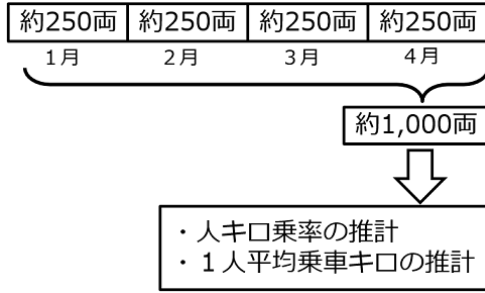 約250両 約250両 約250両 約250両
1月 2月 3月 4月
約1,000両
・人キロ乗率の推計
・1人平均乗車キロの推計